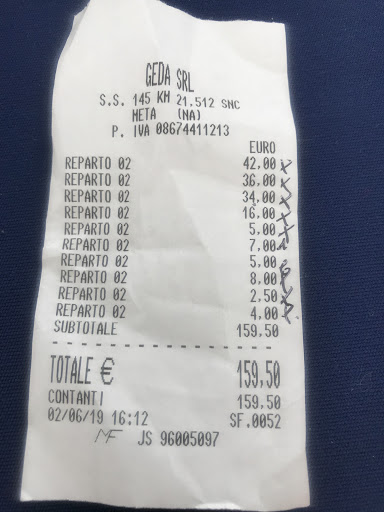 GEDA SRL
S.S. 145 KM 21.512 SNC
META (NA)
P. IVA 08674411213
EURO
REPARTO 02 42.00
REPARTO 02 36.00
REPARTO 02 34.00
REPARTO 02 16.00
REPARTO 02 5.00
REPARTO 02 7.00
REPARTO 02 5.00
REPARTO 02 8.00
REPARTO 02 2.50
REPARTO 02 4.00
SUBTOTALE 159.50
TOTALE € 159,50
CONTANTI 159.50
02/06/19 16:12 SF.0052
MF JS 96005097